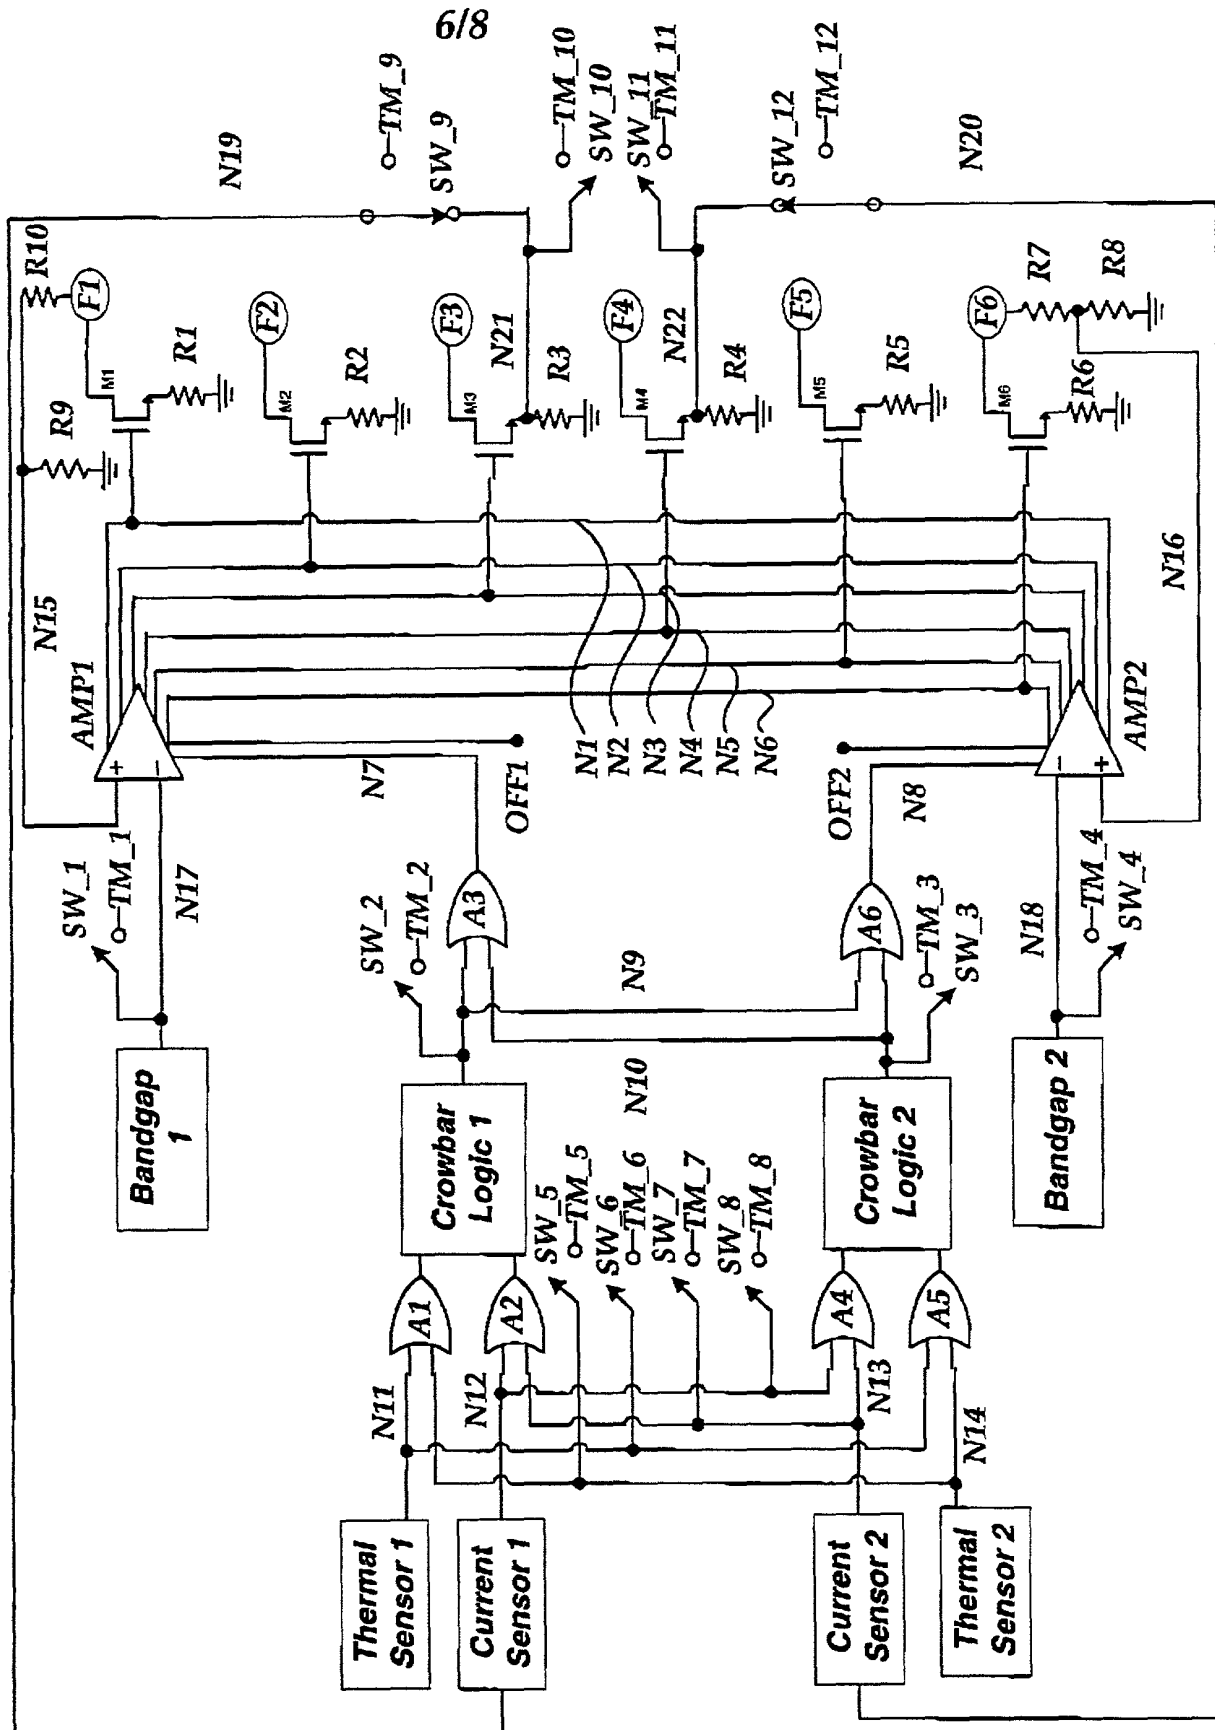 6/8
N19
TM_9
SW_9
TM_10
SW_10
SW_11
TM_11
SW_12
TM_12
N20
R10
F1
M1
R1
R9
F2
M2
R2
F3
M3
N21
R3
F4
M4
N22
R4
F5
M5
R5
F6
M6
R6
R7
R8
N15
AMP1
+
−
N1
N2
N3
N4
N5
N6
N16
AMP2
−
+
N7
OFF1
OFF2
N8
SW_1
TM_1
N17
SW_2
TM_2
A3
N9
A6
TM_3
SW_3
N18
TM_4
SW_4
Bandgap
1
Crowbar
Logic 1
N10
Crowbar
Logic 2
Bandgap 2
SW_5
TM_5
SW_6
TM_6
SW_7
TM_7
SW_8
TM_8
A1
A2
A4
A5
N11
N12
N13
N14
Thermal
Sensor 1
Current
Sensor 1
Current
Sensor 2
Thermal
Sensor 2